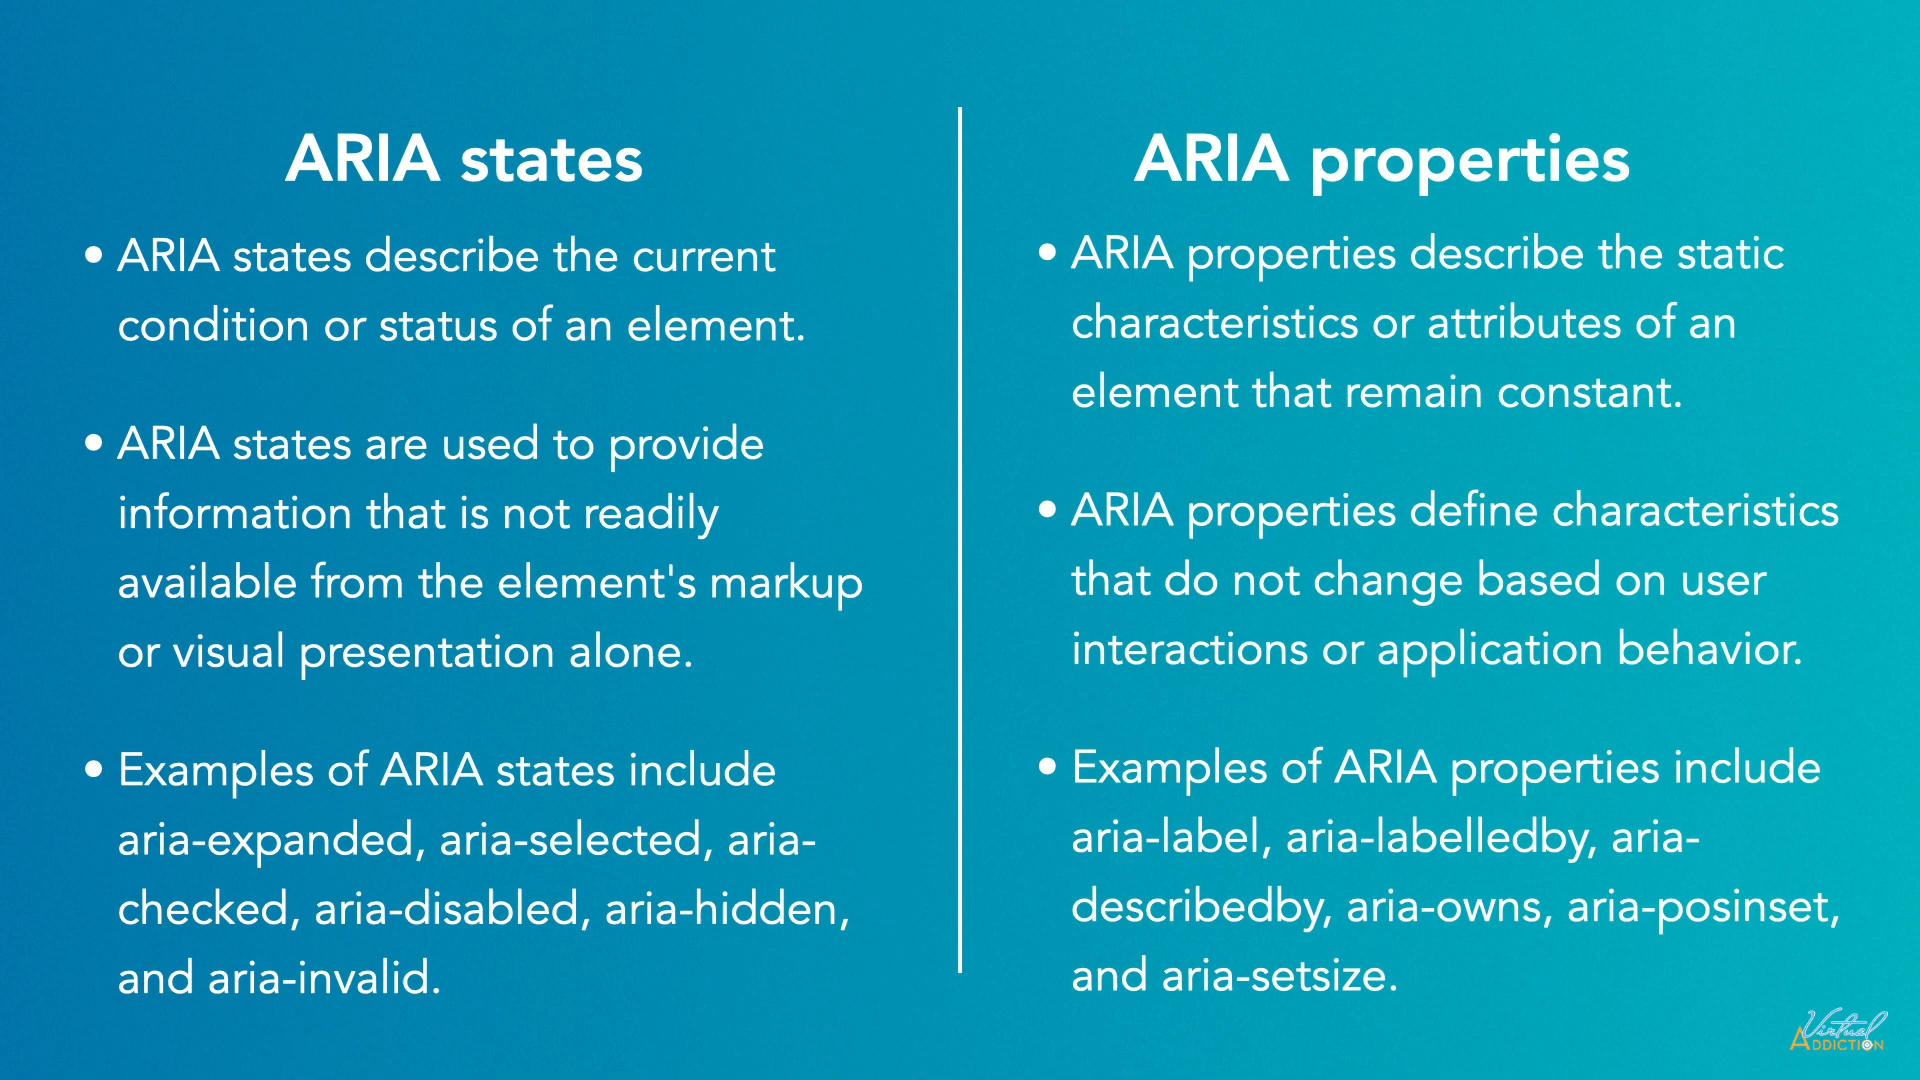 ARIA states
• ARIA states describe the current
condition or status of an element.
• ARIA states are used to provide
information that is not readily
available from the element's markup
or visual presentation alone.
• Examples of ARIA states include
aria-expanded, aria-selected, aria-
checked, aria-disabled, aria-hidden,
and aria-invalid.
ARIA properties
• ARIA properties describe the static
characteristics or attributes of an
element that remain constant.
• ARIA properties define characteristics
that do not change based on user
interactions or application behavior.
• Examples of ARIA properties include
aria-label, aria-labelledby, aria-
describedby, aria-owns, aria-posinset,
and aria-setsize.
Virtual
ADDICTION